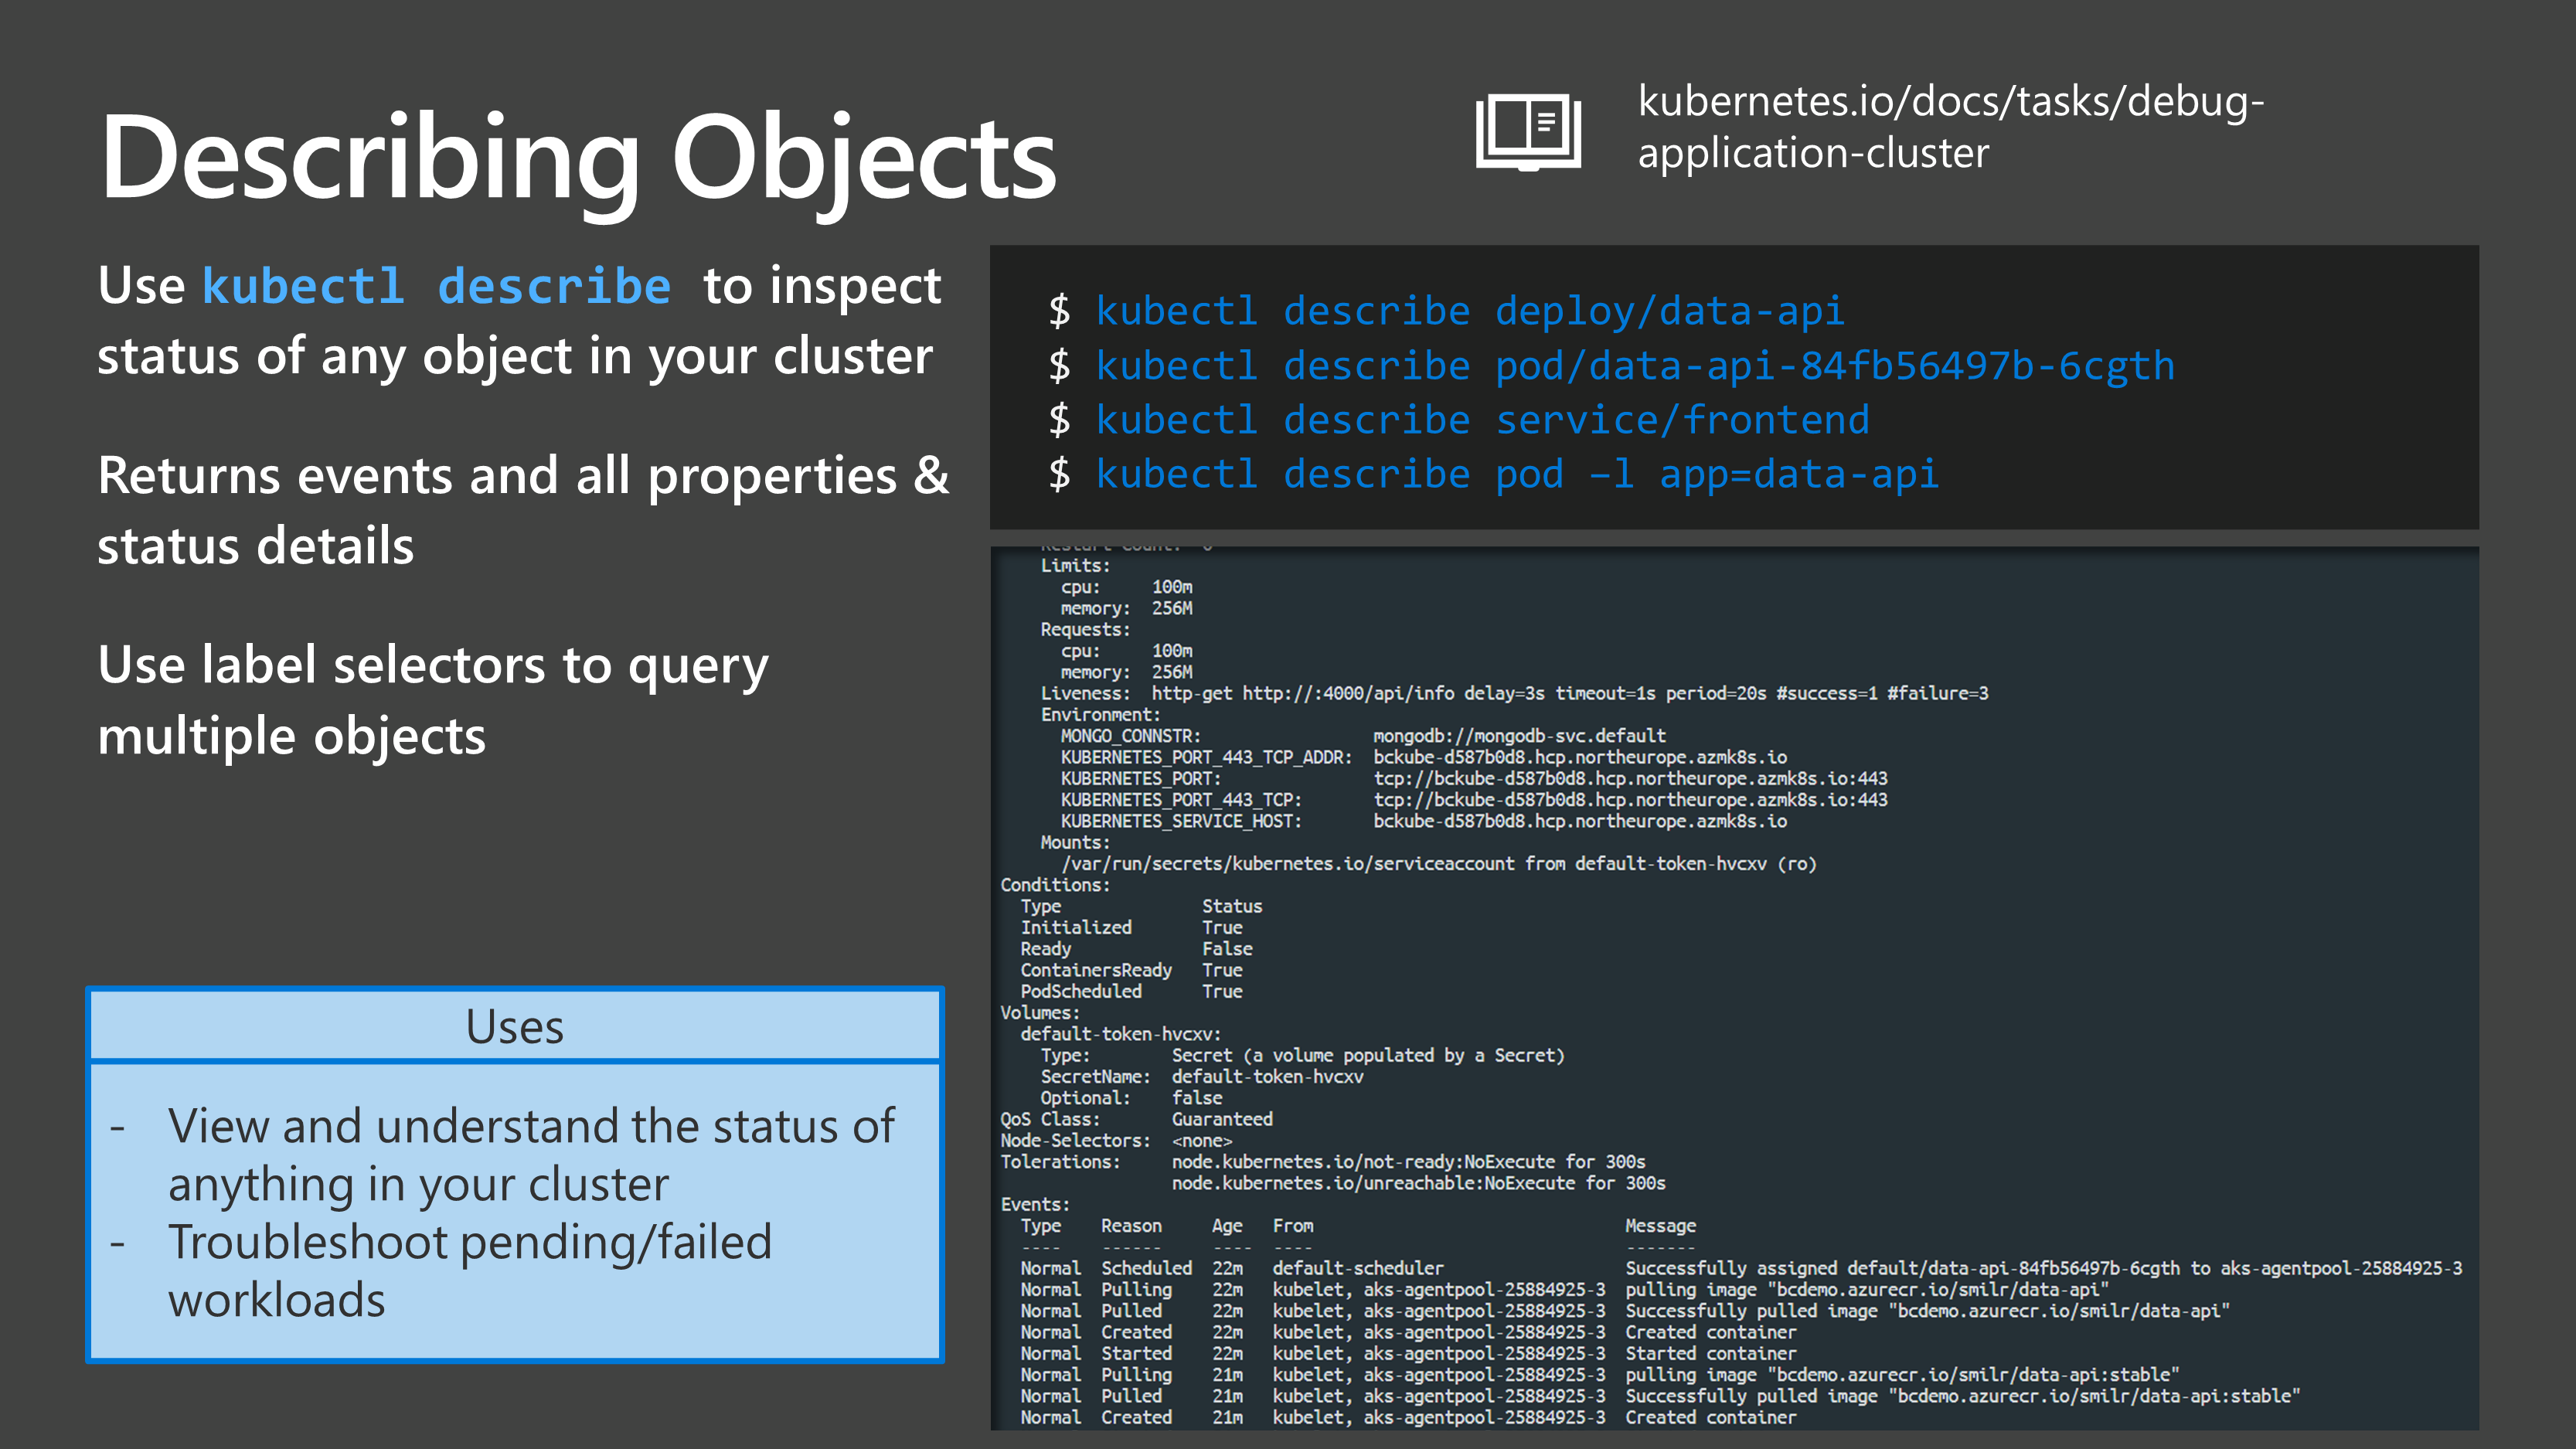 Describing Objects
kubernetes.io/docs/tasks/debug-
application-cluster
Use kubectl describe to inspect
status of any object in your cluster
Returns events and all properties &
status details
Use label selectors to query
multiple objects
Uses
- View and understand the status of
anything in your cluster
- Troubleshoot pending/failed
workloads
$ kubectl describe deploy/data-api
$ kubectl describe pod/data-api-84fb56497b-6cgth
$ kubectl describe service/frontend
$ kubectl describe pod –l app=data-api
Restart Count: 0
Limits:
cpu: 100m
memory: 256M
Requests:
cpu: 100m
memory: 256M
Liveness: http-get http://:4000/api/info delay=3s timeout=1s period=20s #success=1 #failure=3
Environment:
MONGO_CONNSTR: mongodb://mongodb-svc.default
KUBERNETES_PORT_443_TCP_ADDR: bckube-d587b0d8.hcp.northeurope.azmk8s.io
KUBERNETES_PORT: tcp://bckube-d587b0d8.hcp.northeurope.azmk8s.io:443
KUBERNETES_PORT_443_TCP: tcp://bckube-d587b0d8.hcp.northeurope.azmk8s.io:443
KUBERNETES_SERVICE_HOST: bckube-d587b0d8.hcp.northeurope.azmk8s.io
Mounts:
/var/run/secrets/kubernetes.io/serviceaccount from default-token-hvcxv (ro)
Conditions:
Type Status
Initialized True
Ready False
ContainersReady True
PodScheduled True
Volumes:
default-token-hvcxv:
Type: Secret (a volume populated by a Secret)
SecretName: default-token-hvcxv
Optional: false
QoS Class: Guaranteed
Node-Selectors: <none>
Tolerations: node.kubernetes.io/not-ready:NoExecute for 300s
node.kubernetes.io/unreachable:NoExecute for 300s
Events:
Type Reason Age From Message
---- ------ ---- ---- -------
Normal Scheduled 22m default-scheduler Successfully assigned default/data-api-84fb56497b-6cgth to aks-agentpool-25884925-3
Normal Pulling 22m kubelet, aks-agentpool-25884925-3 pulling image "bcdemo.azurecr.io/smilr/data-api"
Normal Pulled 22m kubelet, aks-agentpool-25884925-3 Successfully pulled image "bcdemo.azurecr.io/smilr/data-api"
Normal Created 22m kubelet, aks-agentpool-25884925-3 Created container
Normal Started 22m kubelet, aks-agentpool-25884925-3 Started container
Normal Pulling 21m kubelet, aks-agentpool-25884925-3 pulling image "bcdemo.azurecr.io/smilr/data-api:stable"
Normal Pulled 21m kubelet, aks-agentpool-25884925-3 Successfully pulled image "bcdemo.azurecr.io/smilr/data-api:stable"
Normal Created 21m kubelet, aks-agentpool-25884925-3 Created container